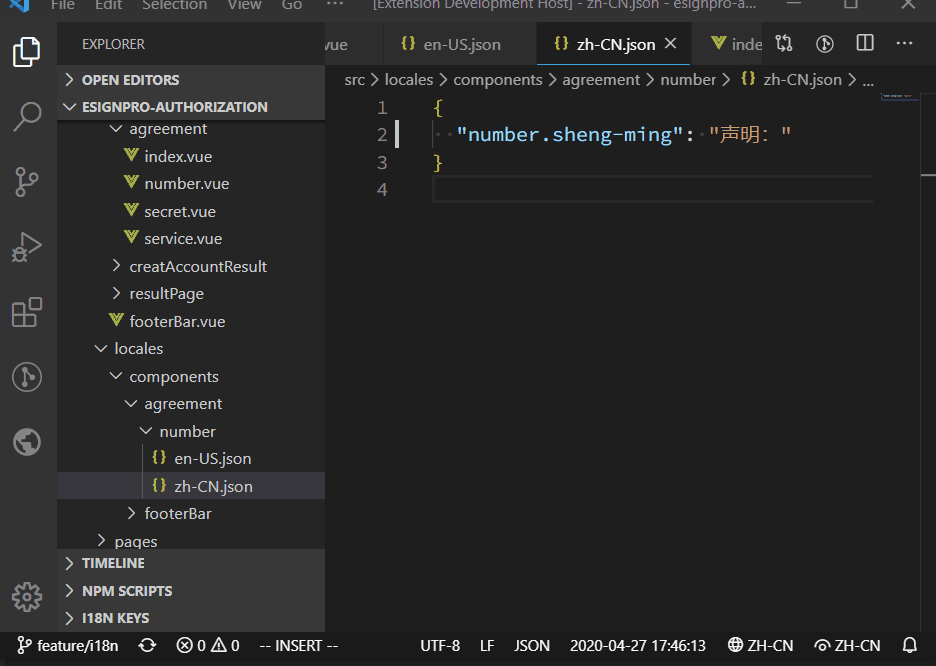 File Edit Selection View Go ··· [Extension Development Host] - zh-CN.json - esignpro-a...
EXPLORER
vue
en-US.json
zh-CN.json
inde
OPEN EDITORS
src > locales > components > agreement > number > {} zh-CN.json > ...
ESIGNPRO-AUTHORIZATION
agreement
index.vue
number.vue
secret.vue
service.vue
creatAccountResult
resultPage
footerBar.vue
locales
components
agreement
number
en-US.json
zh-CN.json
footerBar
pages
TIMELINE
NPM SCRIPTS
I18N KEYS
1 {
2 "number.sheng-ming": "声明："
3 }
4
feature/i18n 0 0 -- INSERT -- UTF-8 LF JSON 2020-04-27 17:46:13 ZH-CN ZH-CN